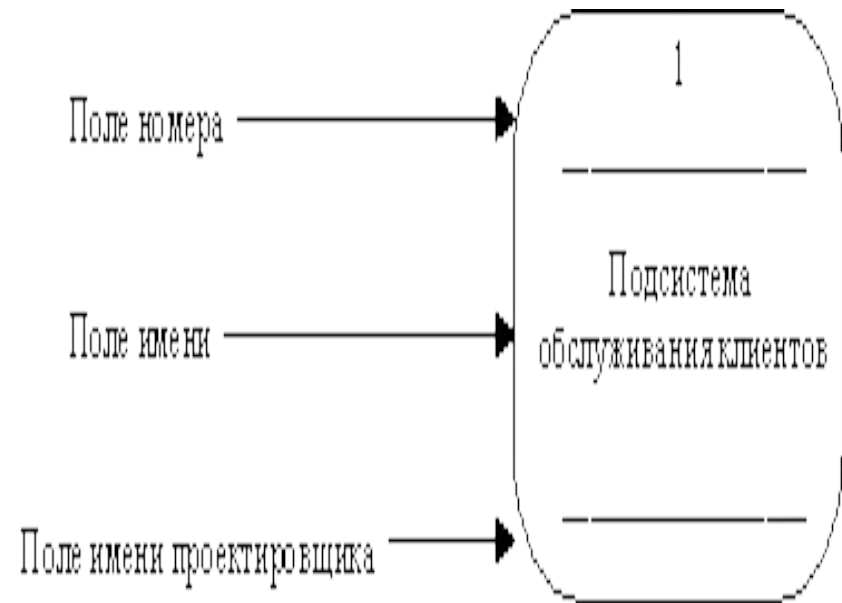 1
Поле номера
Подсистема
обслуживания клиентов
Поле имени
Поле имени проектировщика